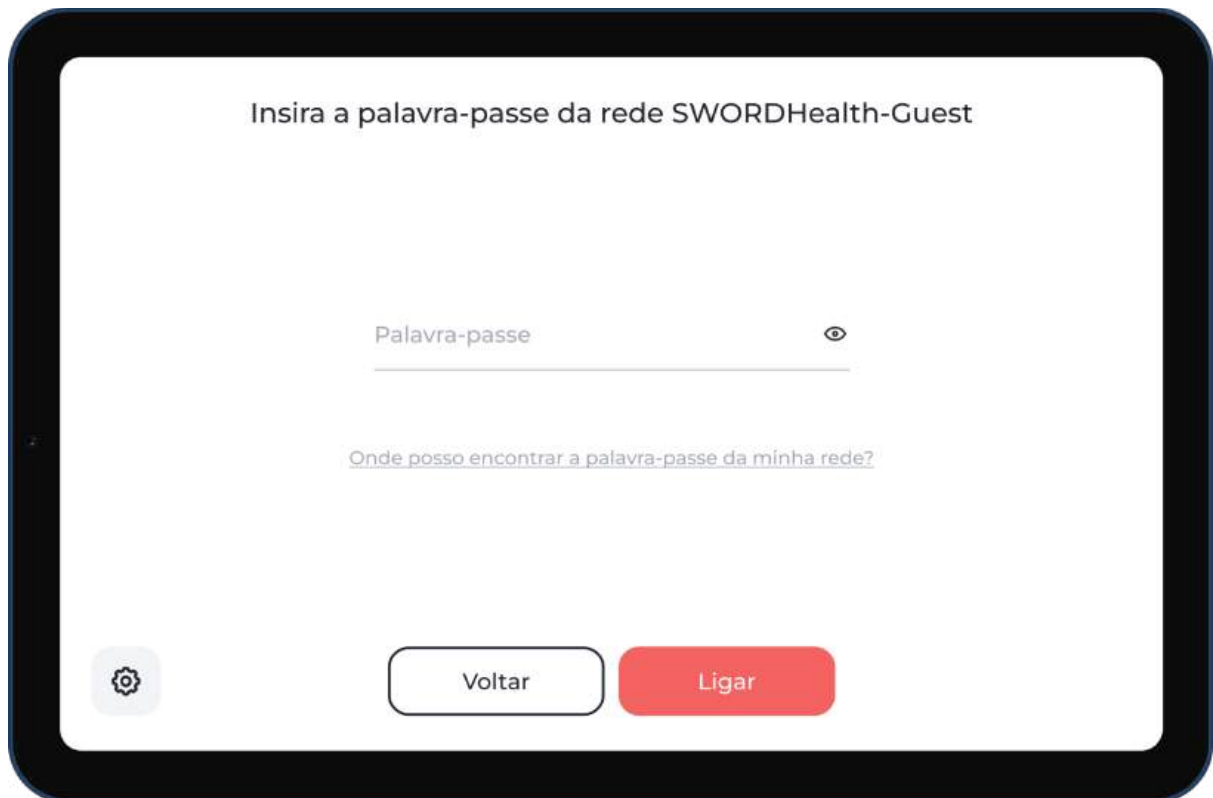 Insira a palavra-passe da rede SWORDHealth-Guest
Palavra-passe
Onde posso encontrar a palavra-passe da minha rede?
Voltar
Ligar